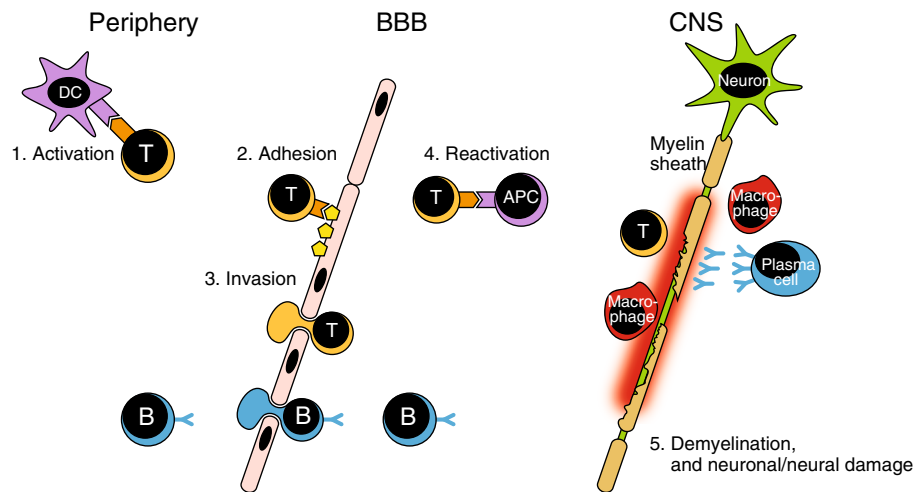 Periphery
BBB
CNS
DC
T
1. Activation
2. Adhesion
T
4. Reactivation
T
APC
Neuron
Myelin
sheath
Macro-
phage
T
Plasma
cell
3. Invasion
T
Macro-
phage
B
B
B
5. Demyelination,
and neuronal/neural damage